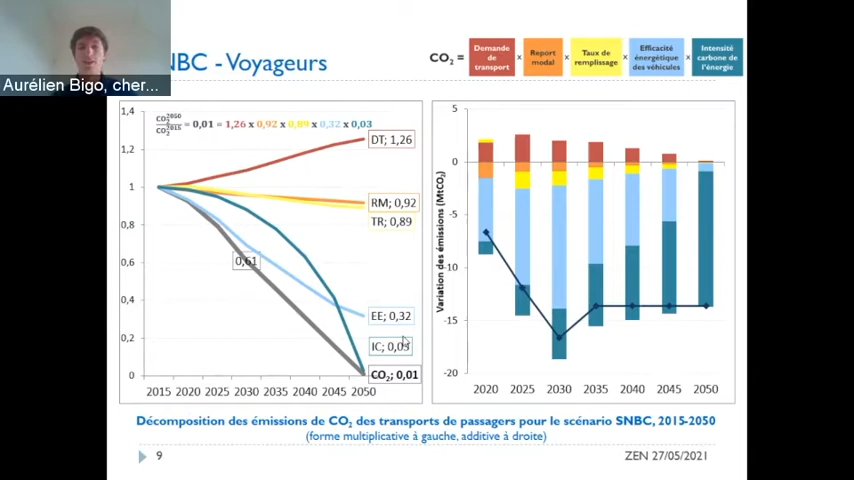 Aurélien Bigo, cher...
NBC - Voyageurs
CO₂ = Demande de transport x Report modal x Taux de remplissage x Efficacité énergétique des véhicules x Intensité carbone de l'énergie
CO₂²⁰⁵⁰ / CO₂²⁰¹⁵ = 0,01 = 1,26 x 0,92 x 0,89 x 0,32 x 0,03
1,4
1,2
1
0,8
0,6
0,4
0,2
0
DT; 1,26
RM; 0,92
TR; 0,89
0,61
EE; 0,32
IC; 0,03
CO₂; 0,01
2015 2020 2025 2030 2035 2040 2045 2050
Variation des émissions (MtCO₂)
5
0
-5
-10
-15
-20
2020 2025 2030 2035 2040 2045 2050
Décomposition des émissions de CO₂ des transports de passagers pour le scénario SNBC, 2015-2050
(forme multiplicative à gauche, additive à droite)
9
ZEN 27/05/2021